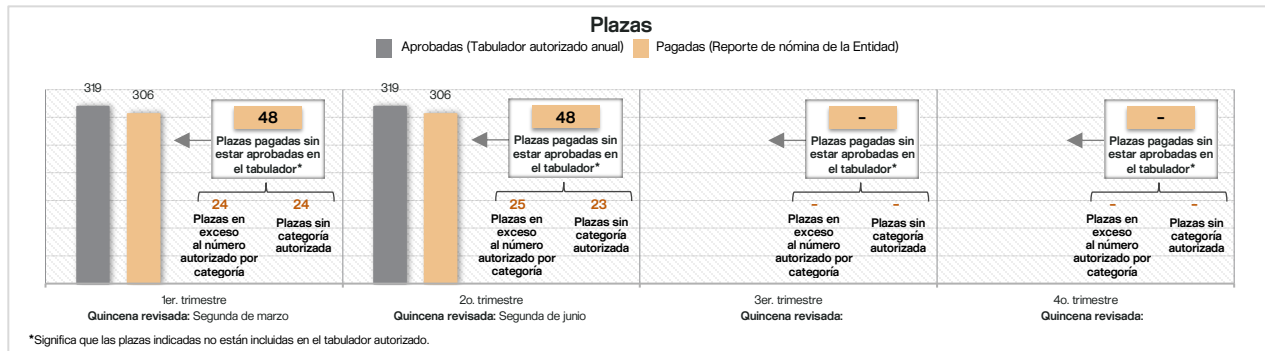 Plazas
Aprobadas (Tabulador autorizado anual) Pagadas (Reporte de nómina de la Entidad)
319
306
48
Plazas pagadas sin
estar aprobadas en
el tabulador*
24 24
Plazas en
exceso
al número
autorizado por
categoría
Plazas sin
categoría
autorizada
319
306
48
Plazas pagadas sin
estar aprobadas en
el tabulador*
25 23
Plazas en
exceso
al número
autorizado por
categoría
Plazas sin
categoría
autorizada
-
Plazas pagadas sin
estar aprobadas en
el tabulador*
- -
Plazas en
exceso
al número
autorizado por
categoría
Plazas sin
categoría
autorizada
-
Plazas pagadas sin
estar aprobadas en
el tabulador*
- -
Plazas en
exceso
al número
autorizado por
categoría
Plazas sin
categoría
autorizada
1er. trimestre
Quincena revisada: Segunda de marzo
2o. trimestre
Quincena revisada: Segunda de junio
3er. trimestre
Quincena revisada:
4o. trimestre
Quincena revisada:
*Significa que las plazas indicadas no están incluidas en el tabulador autorizado.